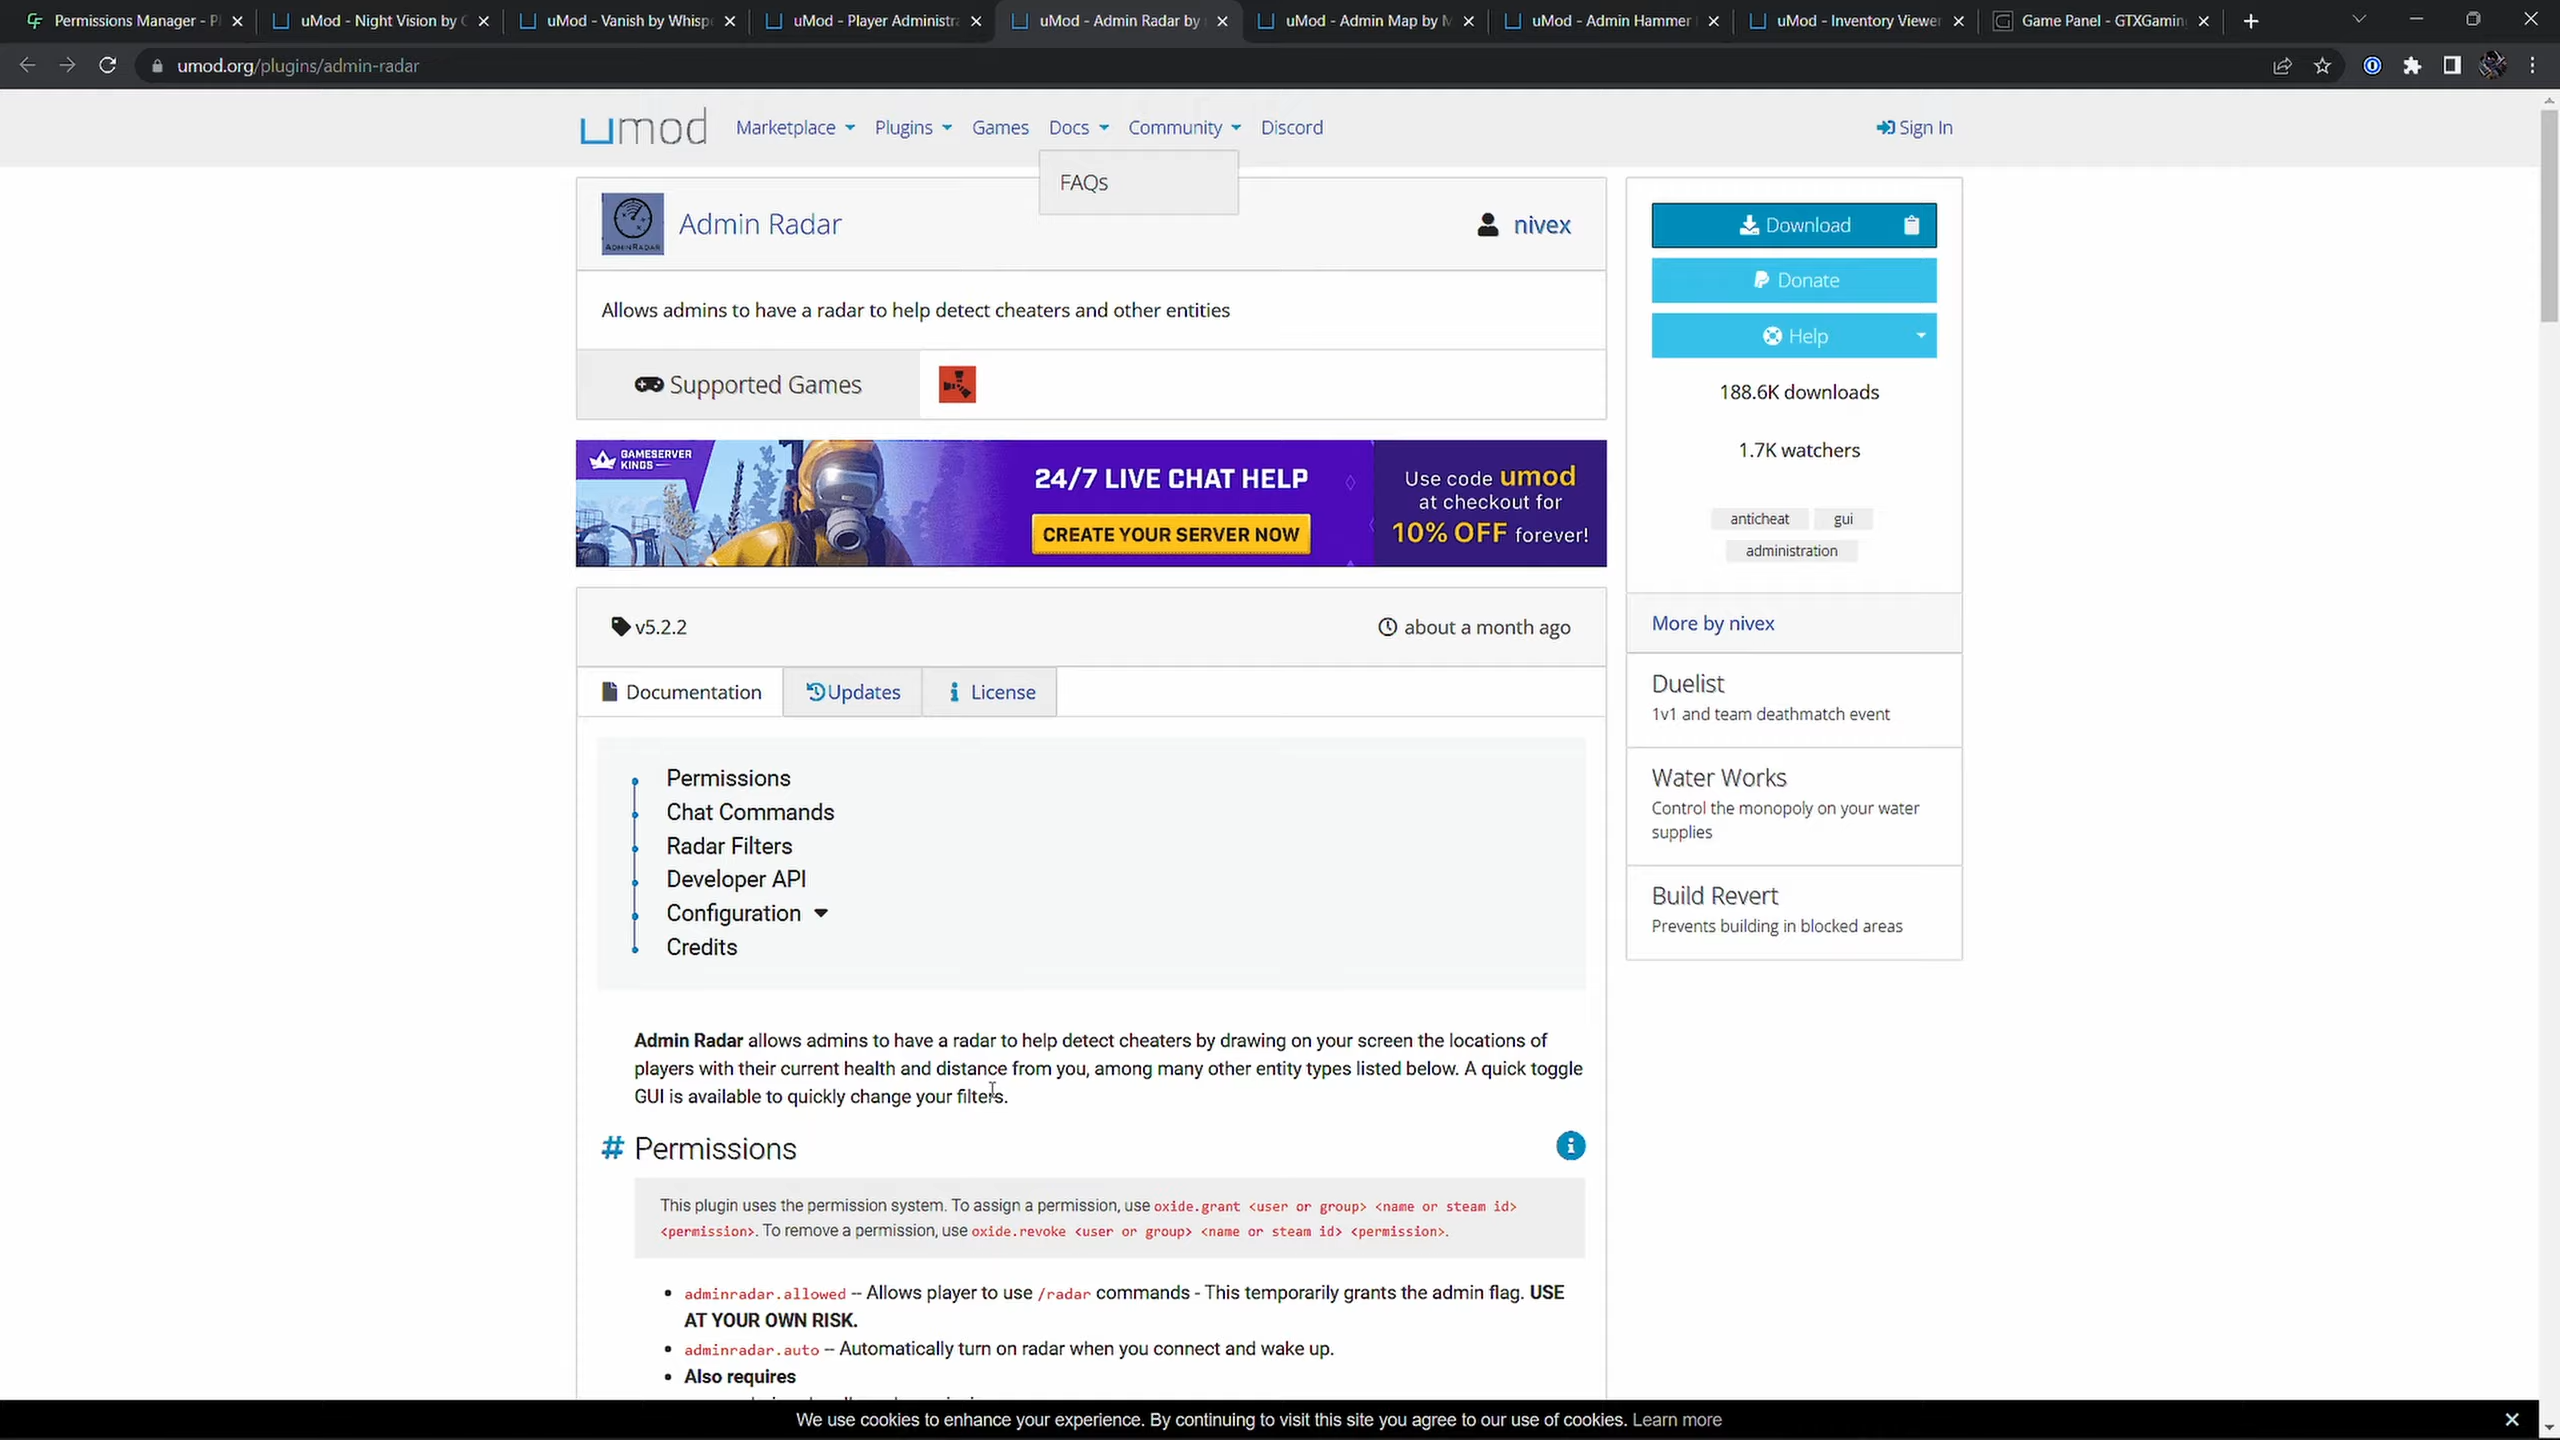 Permissions Manager - P
uMod - Night Vision by
uMod - Vanish by Whisp
uMod - Player Administra
uMod - Admin Radar by
uMod - Admin Map by M
uMod - Admin Hammer
uMod - Inventory Viewer
Game Panel - GTXGaming
umod.org/plugins/admin-radar
umod
Marketplace
Plugins
Games
Docs
Community
Discord
Sign In
FAQs
ADMINRADAR
Admin Radar
nivex
Allows admins to have a radar to help detect cheaters and other entities
Supported Games
GAMESERVER
KINGS
24/7 LIVE CHAT HELP
CREATE YOUR SERVER NOW
Use code umod
at checkout for
10% OFF forever!
v5.2.2
about a month ago
Documentation
Updates
License
Permissions
Chat Commands
Radar Filters
Developer API
Configuration
Credits
Admin Radar allows admins to have a radar to help detect cheaters by drawing on your screen the locations of
players with their current health and distance from you, among many other entity types listed below. A quick toggle
GUI is available to quickly change your filters.
# Permissions
This plugin uses the permission system. To assign a permission, use oxide.grant <user or group> <name or steam id>
<permission>. To remove a permission, use oxide.revoke <user or group> <name or steam id> <permission>.
adminradar.allowed -- Allows player to use /radar commands - This temporarily grants the admin flag. USE
AT YOUR OWN RISK.
adminradar.auto -- Automatically turn on radar when you connect and wake up.
Also requires
Download
Donate
Help
188.6K downloads
1.7K watchers
anticheat
gui
administration
More by nivex
Duelist
1v1 and team deathmatch event
Water Works
Control the monopoly on your water
supplies
Build Revert
Prevents building in blocked areas
We use cookies to enhance your experience. By continuing to visit this site you agree to our use of cookies. Learn more